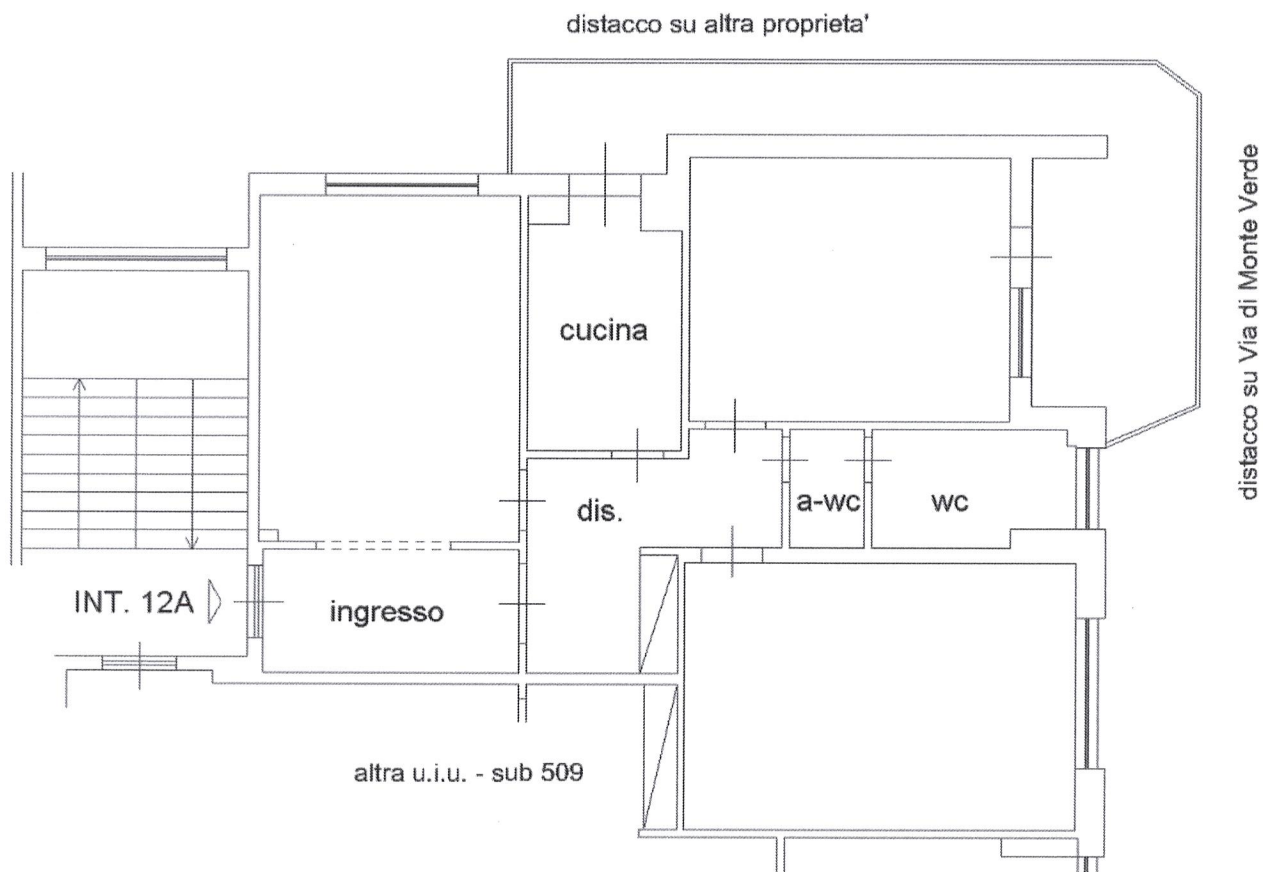 distacco su altra proprieta'
distacco su Via di Monte Verde
cucina
dis.
a-wc
wc
INT. 12A
ingresso
altra u.i.u. - sub 509